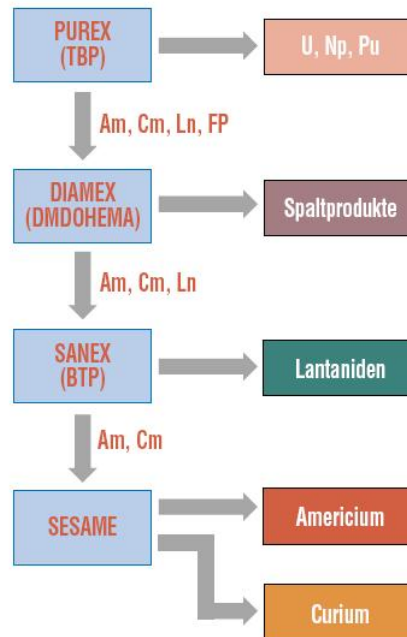 PUREX
(TBP)
U, Np, Pu
Am, Cm, Ln, FP
DIAMEX
(DMDOHEMA)
Spaltprodukte
Am, Cm, Ln
SANEX
(BTP)
Lantaniden
Am, Cm
SESAME
Americium
Curium